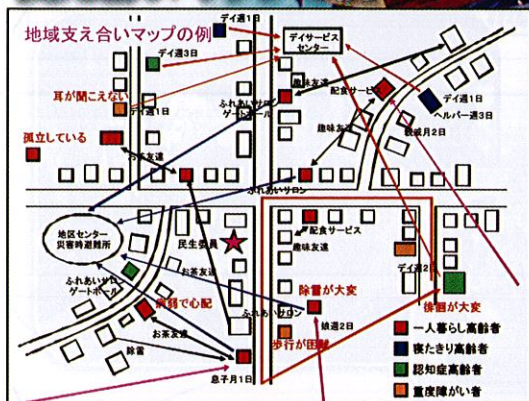 地域支え合いマップの例
デイ週1日
デイサービス
センター
デイ週3日
耳が聞こえない
デイ週1日
趣味友達
配食サービス
ふれあいサロン
ゲートボール
デイ週1日
ヘルパー週3日
孤立している
お茶友達
趣味友達
ふれあいサロン
地区センター
災害時避難所
民生委員
配食サービス
趣味友達
デイ週2日
ふれあいサロン
ゲートボール
お茶友達
病弱で心配
除雪が大変
徘徊が大変
ふれあいサロン
娘週2日
お茶友達
除雪
歩行が困難
息子月1日
一人暮らし高齢者
寝たきり高齢者
認知症高齢者
重度障がい者